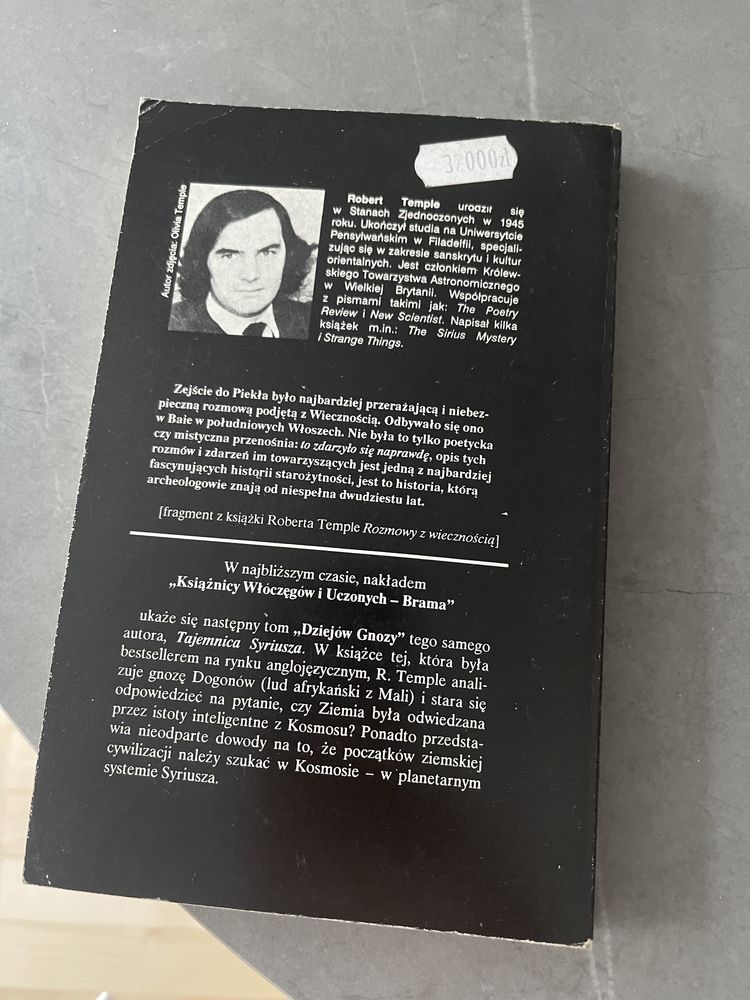 32000zł
Autor zdjęcia: Olivia Temple
Robert Temple urodził się
w Stanach Zjednoczonych w 1945
roku. Ukończył studia na Uniwersytcie
Pensylwańskim w Filadelfii, specjali-
zując się w zakresie sanskrytu i kultur
orientalnych. Jest członkiem Królew-
skiego Towarzystwa Astronomicznego
w Wielkiej Brytanii. Współpracuje
z pismami takimi jak: The Poetry
Review i New Scientist. Napisał kilka
książek m.in.: The Sirius Mystery
i Strange Things.
Zejście do Piekła było najbardziej przerażającą i niebez-
pieczną rozmową podjętą z Wiecznością. Odbywało się ono
w Baie w południowych Włoszech. Nie była to tylko poetycka
czy mistyczna przenośnia: to zdarzyło się naprawdę, opis tych
rozmów i zdarzeń im towarzyszących jest jedną z najbardziej
fascynujących historii starożytności, jest to historia, którą
archeologowie znają od niespełna dwudziestu lat.
[fragment z książki Roberta Temple Rozmowy z wiecznością]
W najbliższym czasie, nakładem
„Książnicy Włóczęgów i Uczonych – Brama”
ukaże się następny tom „Dziejów Gnozy” tego samego
autora, Tajemnica Syriusza. W książce tej, która była
bestsellerem na rynku anglojęzycznym, R. Temple anali-
zuje gnozę Dogonów (lud afrykański z Mali) i stara się
odpowiedzieć na pytanie, czy Ziemia była odwiedzana
przez istoty inteligentne z Kosmosu? Ponadto przedsta-
wia nieodparte dowody na to, że początków ziemskiej
cywilizacji należy szukać w Kosmosie – w planetarnym
systemie Syriusza.